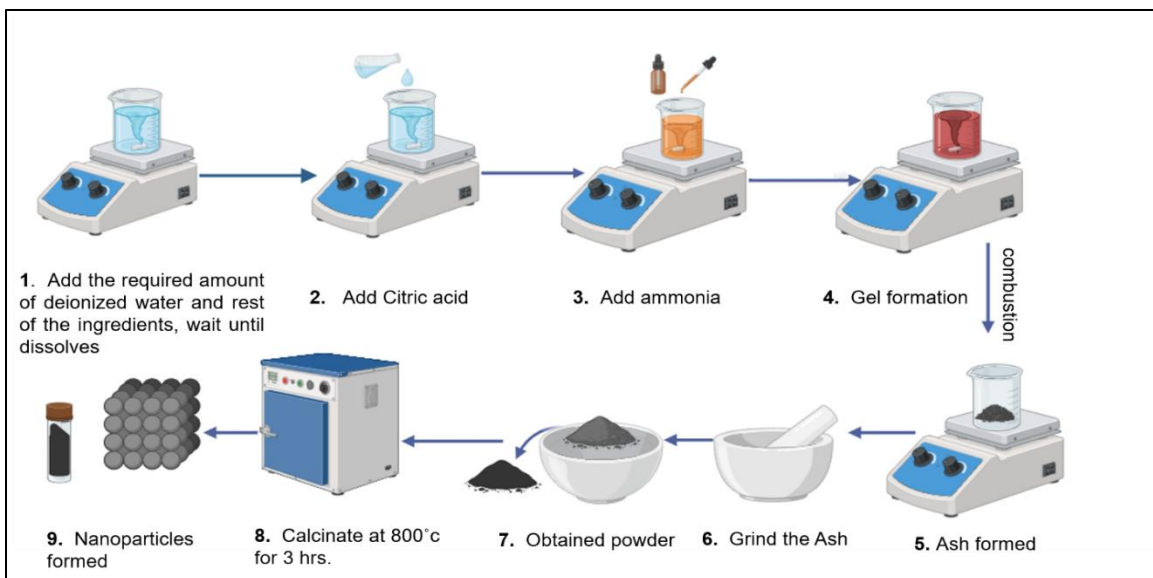 1. Add the required amount
of deionized water and rest
of the ingredients, wait until
dissolves
2. Add Citric acid
3. Add ammonia
4. Gel formation
combustion
5. Ash formed
6. Grind the Ash
7. Obtained powder
8. Calcinate at 800°c
for 3 hrs.
9. Nanoparticles
formed